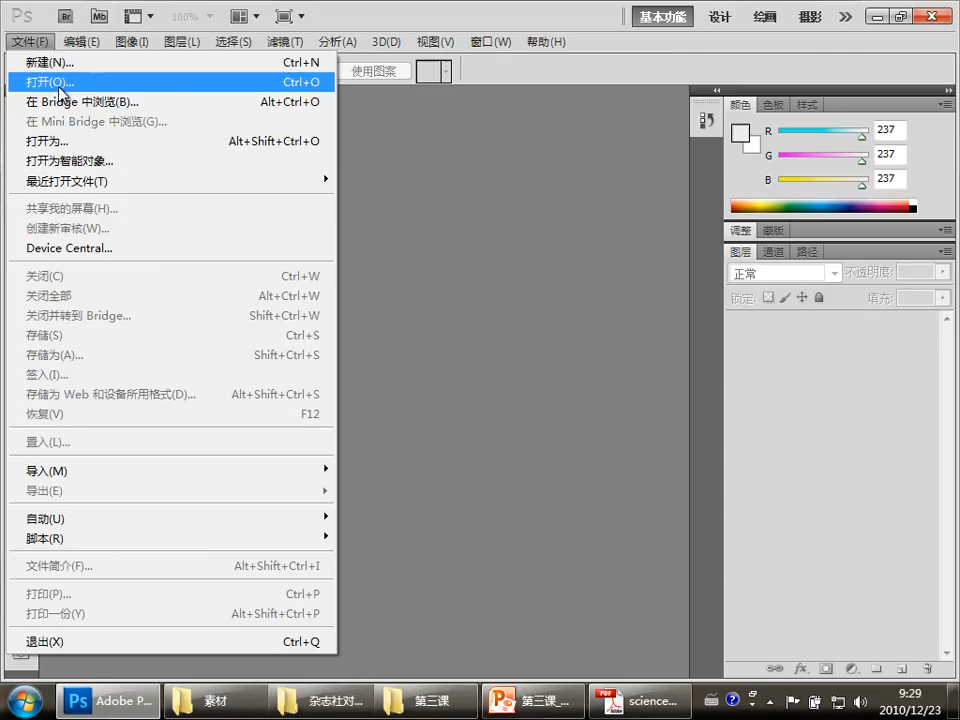 Ps Br Mb 100% 基本功能 设计 绘画 摄影
文件(F) 编辑(E) 图像(I) 图层(L) 选择(S) 滤镜(T) 分析(A) 3D(D) 视图(V) 窗口(W) 帮助(H)
新建(N)... Ctrl+N
打开(O)... Ctrl+O
在 Bridge 中浏览(B)... Alt+Ctrl+O
在 Mini Bridge 中浏览(G)...
打开为... Alt+Shift+Ctrl+O
打开为智能对象...
最近打开文件(T)
共享我的屏幕(H)...
创建新审核(W)...
Device Central...
关闭(C) Ctrl+W
关闭全部 Alt+Ctrl+W
关闭并转到 Bridge... Shift+Ctrl+W
存储(S) Ctrl+S
存储为(A)... Shift+Ctrl+S
签入(I)...
存储为 Web 和设备所用格式(D)... Alt+Shift+Ctrl+S
恢复(V) F12
置入(L)...
导入(M)
导出(E)
自动(U)
脚本(R)
文件简介(F)... Alt+Shift+Ctrl+I
打印(P)... Ctrl+P
打印一份(Y) Alt+Shift+Ctrl+P
退出(X) Ctrl+Q
使用图案
颜色 色板 样式
R 237
G 237
B 237
调整 蒙版
图层 通道 路径
正常 不透明度:
锁定: 填充:
Ps Adobe P... 素材 杂志社对... 第三课 第三课_... PDF science...
9:29
2010/12/23